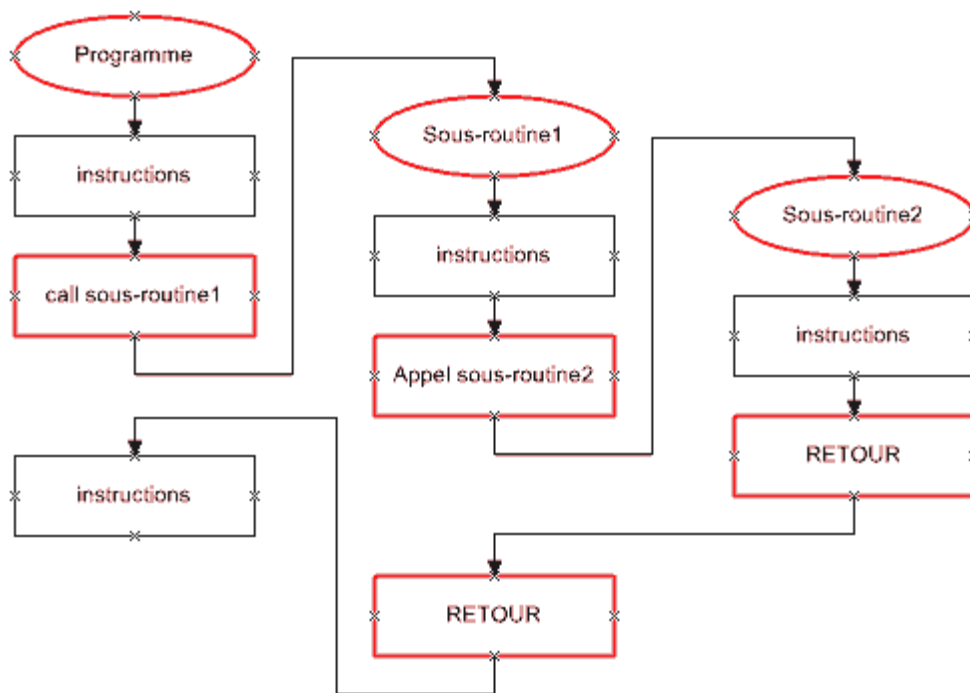 Programme
instructions
call sous-routine1
Sous-routine1
instructions
Appel sous-routine2
Sous-routine2
instructions
RETOUR
RETOUR
instructions